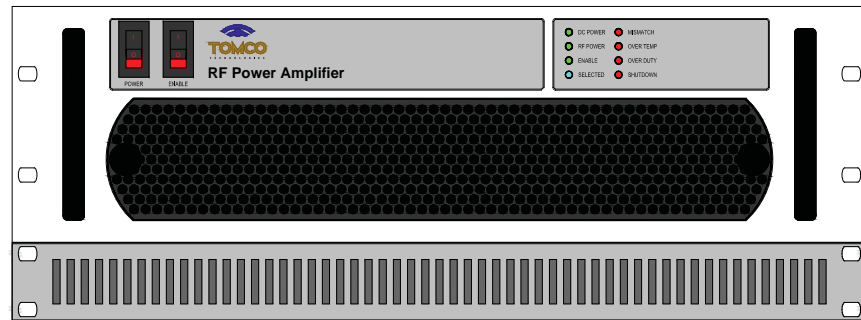 I
I
O
O
POWER
ENABLE
TOMCO
TECHNOLOGIES
RF Power Amplifier
DC POWER
MISMATCH
RF POWER
OVER TEMP
ENABLE
OVER DUTY
SELECTED
SHUTDOWN